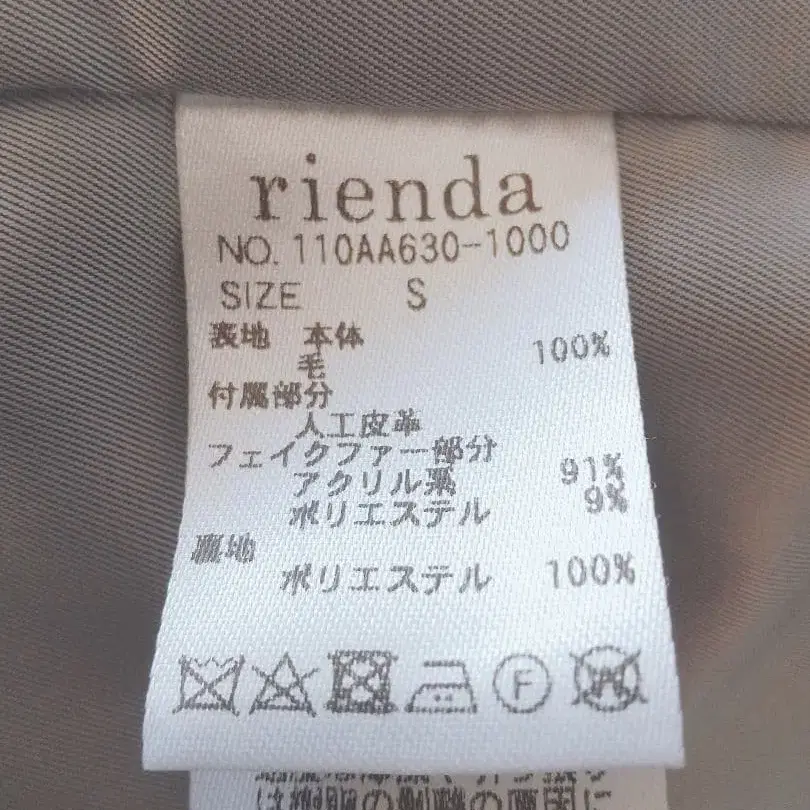 rienda
NO. 110AA630-1000
SIZE S
表地 本体
毛 100%
付属部分
人工皮革
フェイクファー部分
アクリル系 91%
ポリエステル 9%
裏地
ポリエステル 100%
F